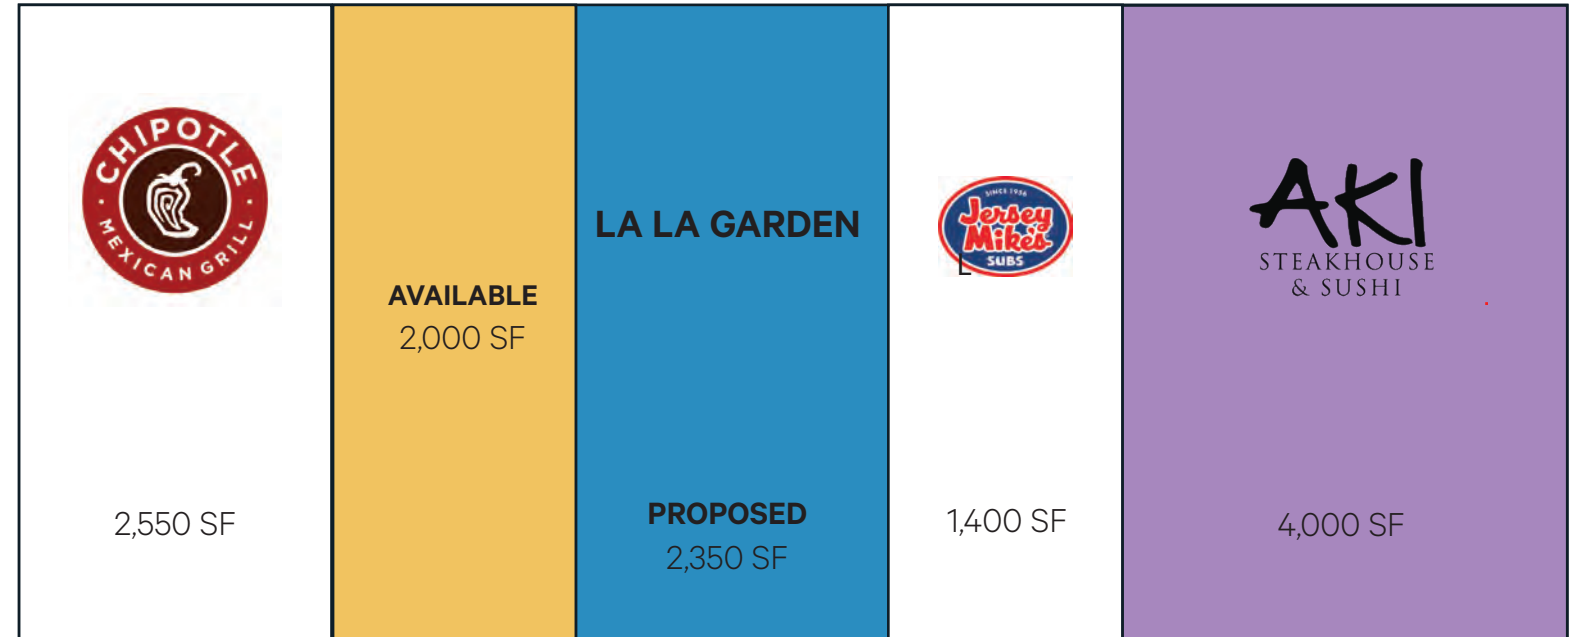 CHIPOTLE
MEXICAN GRILL
2,550 SF
AVAILABLE
2,000 SF
LA LA GARDEN
PROPOSED
2,350 SF
SINCE 1956
Jersey
Mike's
SUBS
L
1,400 SF
AKI
STEAKHOUSE
& SUSHI
4,000 SF